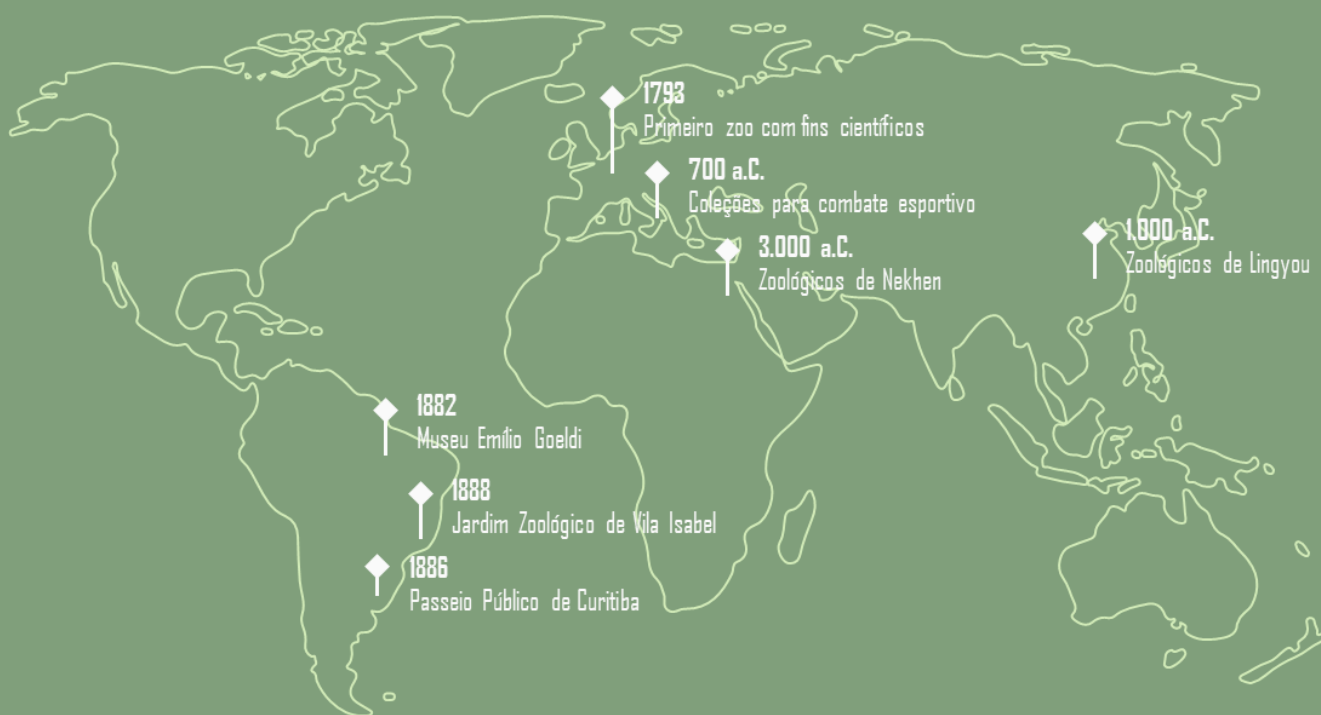 1793
Primeiro zoo com fins científicos
700 a.C.
Coleções para combate esportivo
3.000 a.C.
Zoológicos de Nekhen
1.000 a.C.
Zoológicos de Lingyou
1882
Museu Emílio Goeldi
1888
Jardim Zoológico de Vila Isabel
1886
Passeio Público de Curitiba